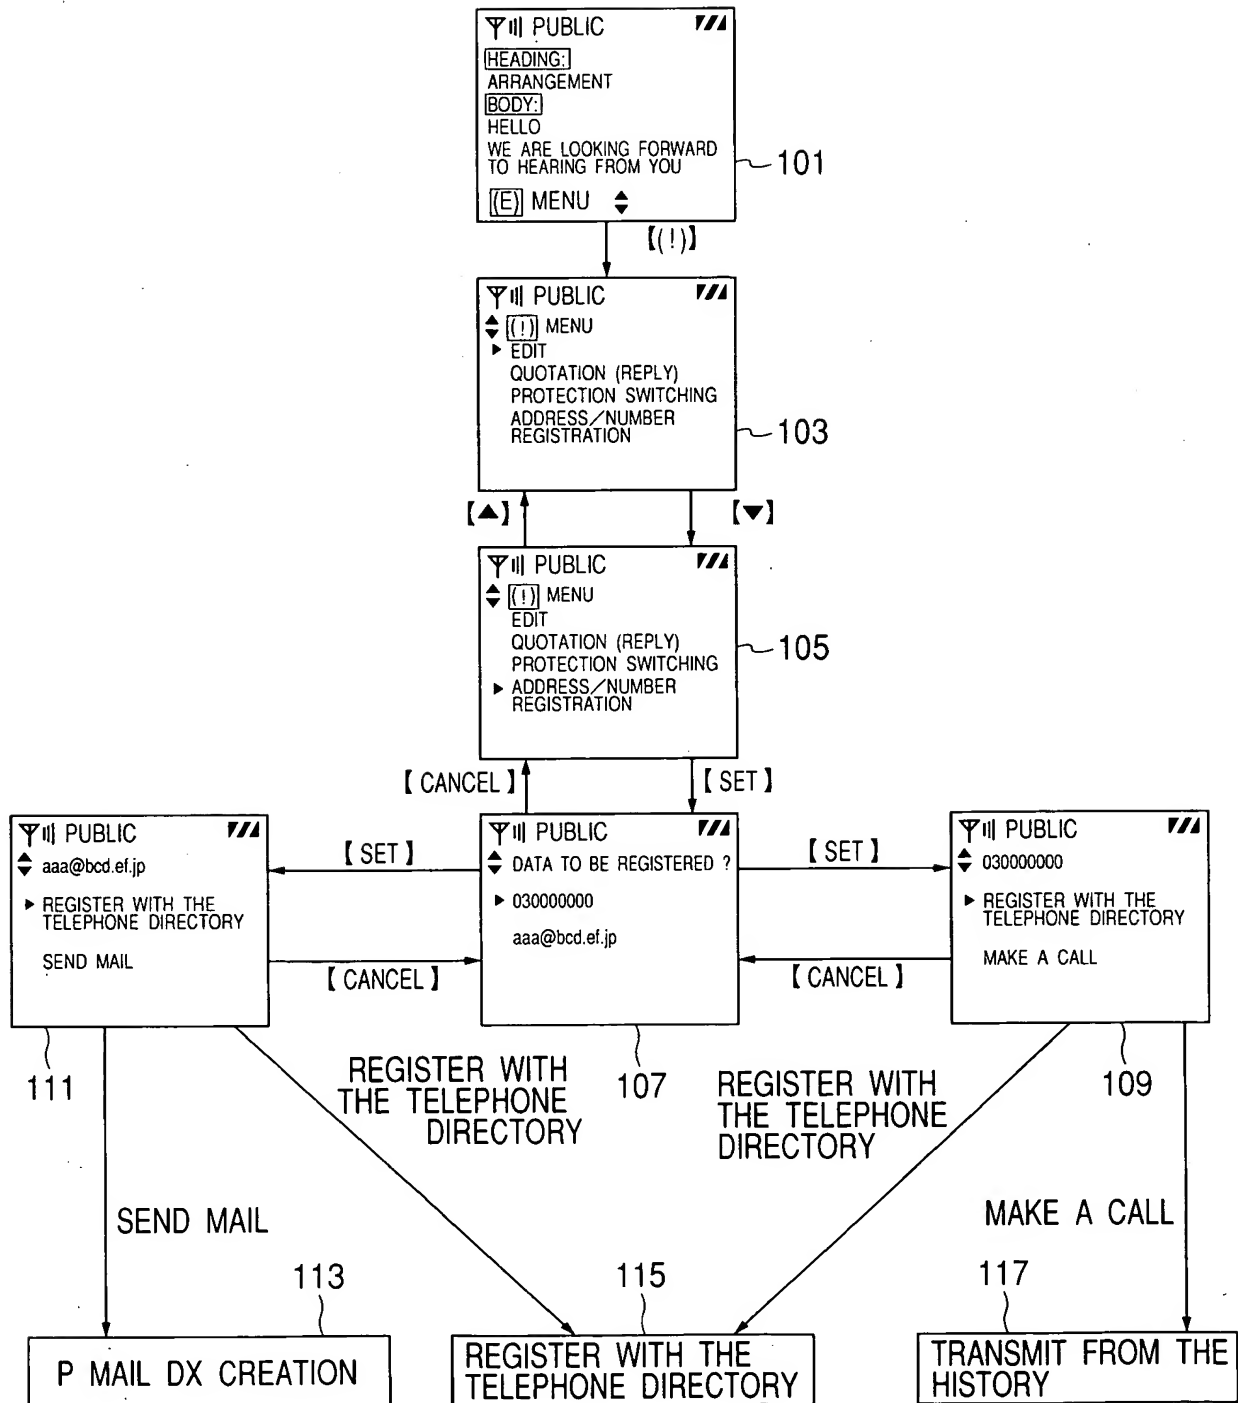 PUBLIC
HEADING:
ARRANGEMENT
BODY:
HELLO
WE ARE LOOKING FORWARD
TO HEARING FROM YOU
(E) MENU
101
【(!)】
PUBLIC
(!) MENU
EDIT
QUOTATION (REPLY)
PROTECTION SWITCHING
ADDRESS/NUMBER
REGISTRATION
103
【▲】
【▼】
PUBLIC
(!) MENU
EDIT
QUOTATION (REPLY)
PROTECTION SWITCHING
ADDRESS/NUMBER
REGISTRATION
105
【CANCEL】
【SET】
PUBLIC
aaa@bcd.ef.jp
REGISTER WITH THE
TELEPHONE DIRECTORY
SEND MAIL
111
【SET】
【CANCEL】
PUBLIC
DATA TO BE REGISTERED ?
030000000
aaa@bcd.ef.jp
107
【SET】
【CANCEL】
PUBLIC
030000000
REGISTER WITH THE
TELEPHONE DIRECTORY
MAKE A CALL
109
REGISTER WITH
THE TELEPHONE
DIRECTORY
REGISTER WITH
THE TELEPHONE
DIRECTORY
SEND MAIL
MAKE A CALL
113
P MAIL DX CREATION
115
REGISTER WITH THE
TELEPHONE DIRECTORY
117
TRANSMIT FROM THE
HISTORY